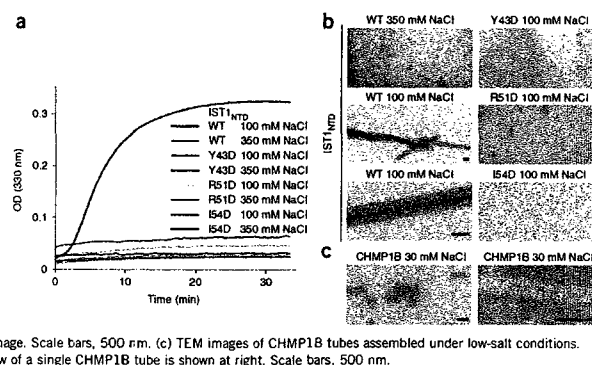 a
b
WT 350 mM NaCl
Y43D 100 mM NaCl
IST1NTD
WT 100 mM NaCl
R51D 100 mM NaCl
WT 100 mM NaCl
I54D 100 mM NaCl
c
CHMP1B 30 mM NaCl
CHMP1B 30 mM NaCl
OD (330 nm)
0.3
0.2
0.1
0
0
10
20
30
Time (min)
IST1NTD
WT 100 mM NaCl
WT 350 mM NaCl
Y43D 100 mM NaCl
Y43D 350 mM NaCl
R51D 100 mM NaCl
R51D 350 mM NaCl
I54D 100 mM NaCl
I54D 350 mM NaCl
nage. Scale bars, 500 nm. (c) TEM images of CHMP1B tubes assembled under low-salt conditions.
w of a single CHMP1B tube is shown at right. Scale bars, 500 nm.